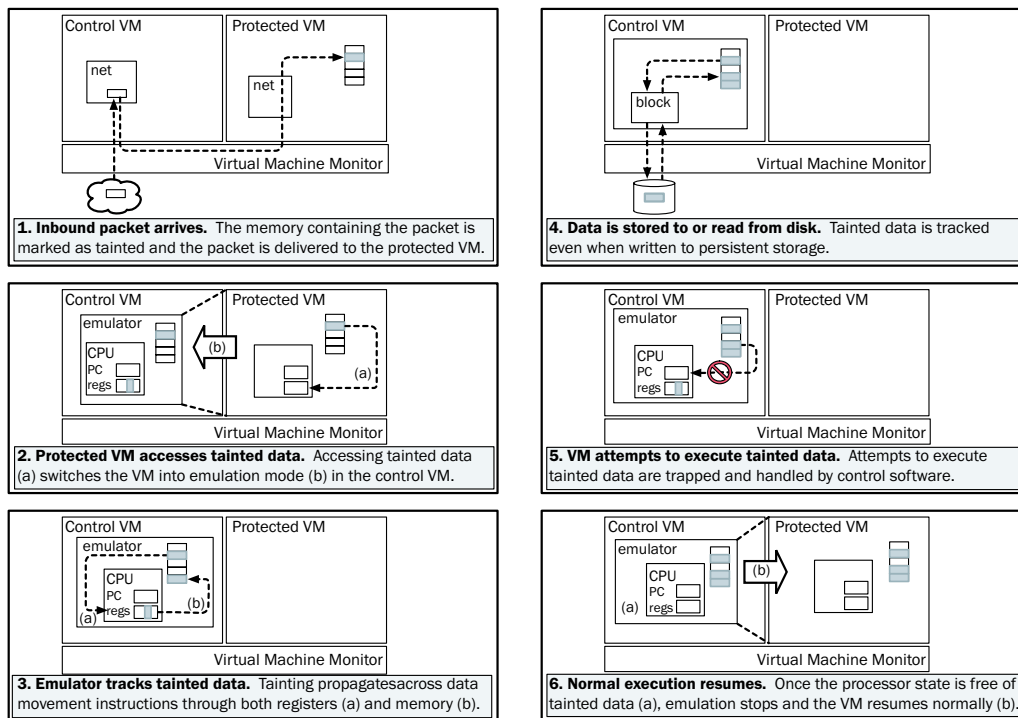 Control VM
Protected VM
net
net
Virtual Machine Monitor
1. Inbound packet arrives. The memory containing the packet is
marked as tainted and the packet is delivered to the protected VM.
Control VM
Protected VM
emulator
CPU
PC
regs
(b)
(a)
Virtual Machine Monitor
2. Protected VM accesses tainted data. Accessing tainted data
(a) switches the VM into emulation mode (b) in the control VM.
Control VM
Protected VM
emulator
CPU
PC
regs
(a)
(b)
Virtual Machine Monitor
3. Emulator tracks tainted data. Tainting propagatesacross data
movement instructions through both registers (a) and memory (b).
Control VM
Protected VM
block
Virtual Machine Monitor
4. Data is stored to or read from disk. Tainted data is tracked
even when written to persistent storage.
Control VM
Protected VM
emulator
CPU
PC
regs
Virtual Machine Monitor
5. VM attempts to execute tainted data. Attempts to execute
tainted data are trapped and handled by control software.
Control VM
Protected VM
emulator
CPU
PC
regs
(a)
(b)
Virtual Machine Monitor
6. Normal execution resumes. Once the processor state is free of
tainted data (a), emulation stops and the VM resumes normally (b).